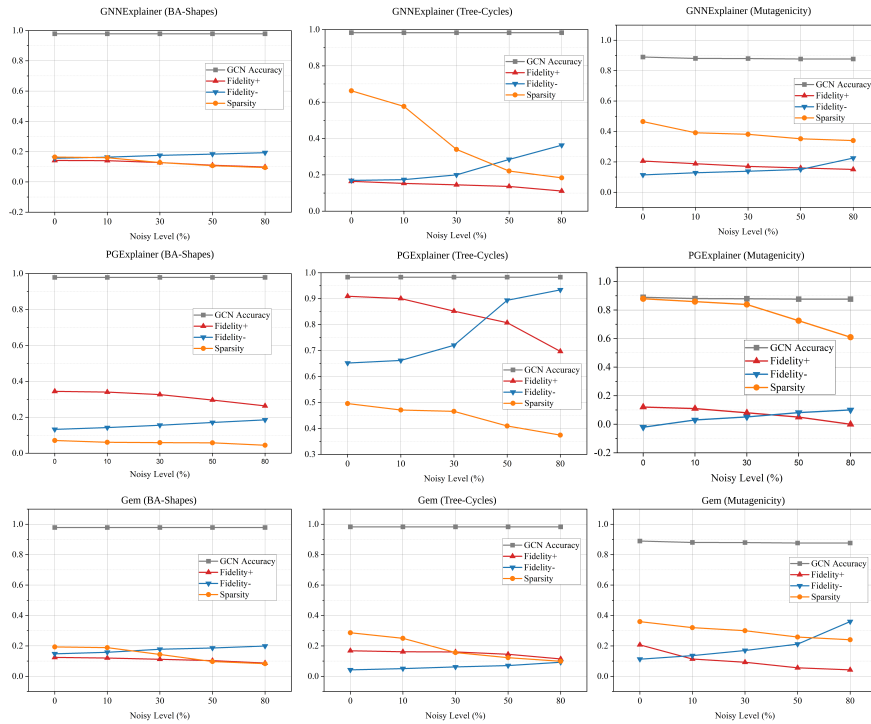 GNNExplainer (BA-Shapes)
1.0
0.8
0.6
0.4
0.2
0.0
-0.2
GCN Accuracy
Fidelity+
Fidelity-
Sparsity
0 10 30 50 80
Noisy Level (%)
GNNExplainer (Tree-Cycles)
1.0
0.8
0.6
0.4
0.2
0.0
GCN Accuracy
Fidelity+
Fidelity-
Sparsity
0 10 30 50 80
Noisy Level (%)
GNNExplainer (Mutagenicity)
1.0
0.8
0.6
0.4
0.2
0.0
GCN Accuracy
Fidelity+
Fidelity-
Sparsity
0 10 30 50 80
Noisy Level (%)
PGExplainer (BA-Shapes)
1.0
0.8
0.6
0.4
0.2
0.0
GCN Accuracy
Fidelity+
Fidelity-
Sparsity
0 10 30 50 80
Noisy Level (%)
PGExplainer (Tree-Cycles)
1.0
0.9
0.8
0.7
0.6
0.5
0.4
0.3
GCN Accuracy
Fidelity+
Fidelity-
Sparsity
0 10 30 50 80
Noisy Level (%)
PGExplainer (Mutagenicity)
1.0
0.8
0.6
0.4
0.2
0.0
-0.2
GCN Accuracy
Fidelity+
Fidelity-
Sparsity
0 10 30 50 80
Noisy Level (%)
Gem (BA-Shapes)
1.0
0.8
0.6
0.4
0.2
0.0
GCN Accuracy
Fidelity+
Fidelity-
Sparsity
0 10 30 50 80
Noisy Level (%)
Gem (Tree-Cycles)
1.0
0.8
0.6
0.4
0.2
0.0
GCN Accuracy
Fidelity+
Fidelity-
Sparsity
0 10 30 50 80
Noisy Level (%)
Gem (Mutagenicity)
1.0
0.8
0.6
0.4
0.2
0.0
GCN Accuracy
Fidelity+
Fidelity-
Sparsity
0 10 30 50 80
Noisy Level (%)